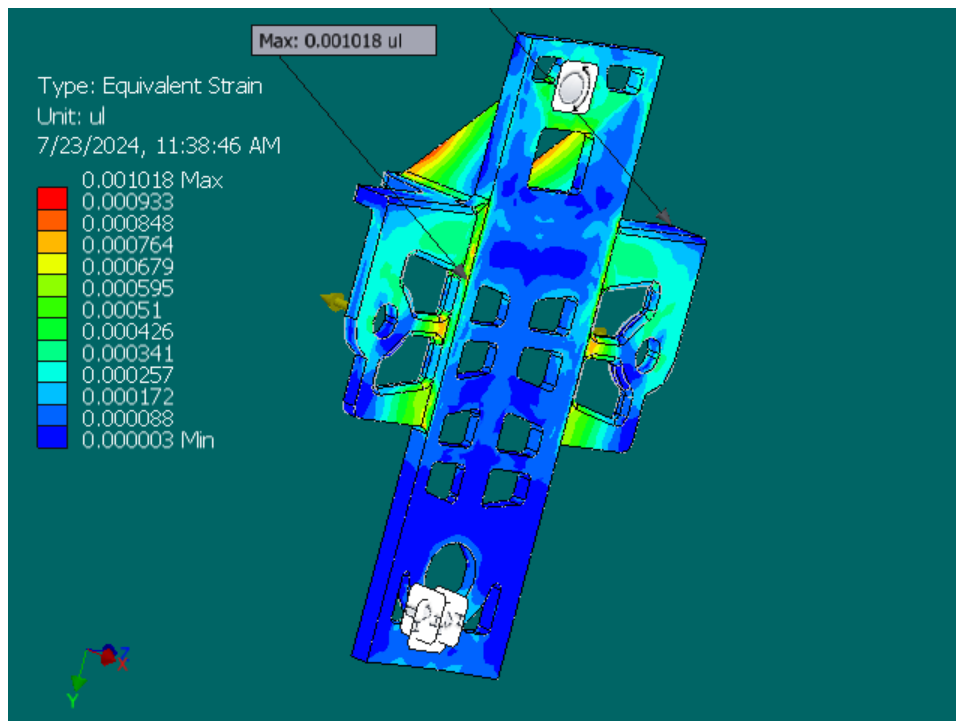 Max: 0.001018 ul
Type: Equivalent Strain
Unit: ul
7/23/2024, 11:38:46 AM
0.001018 Max
0.000933
0.000848
0.000764
0.000679
0.000595
0.00051
0.000426
0.000341
0.000257
0.000172
0.000088
0.000003 Min
Z
X
Y